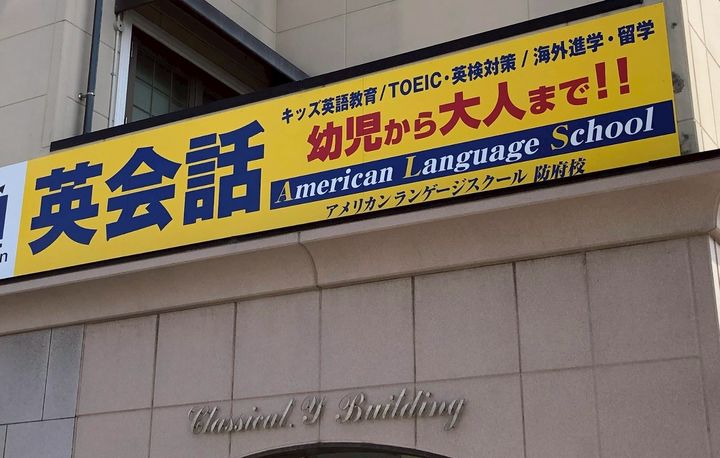 英会話
キッズ英語教育/TOEIC・英検対策/海外進学・留学
幼児から大人まで!!
American Language School
アメリカンランゲージスクール 防府校
Classical. Y Building